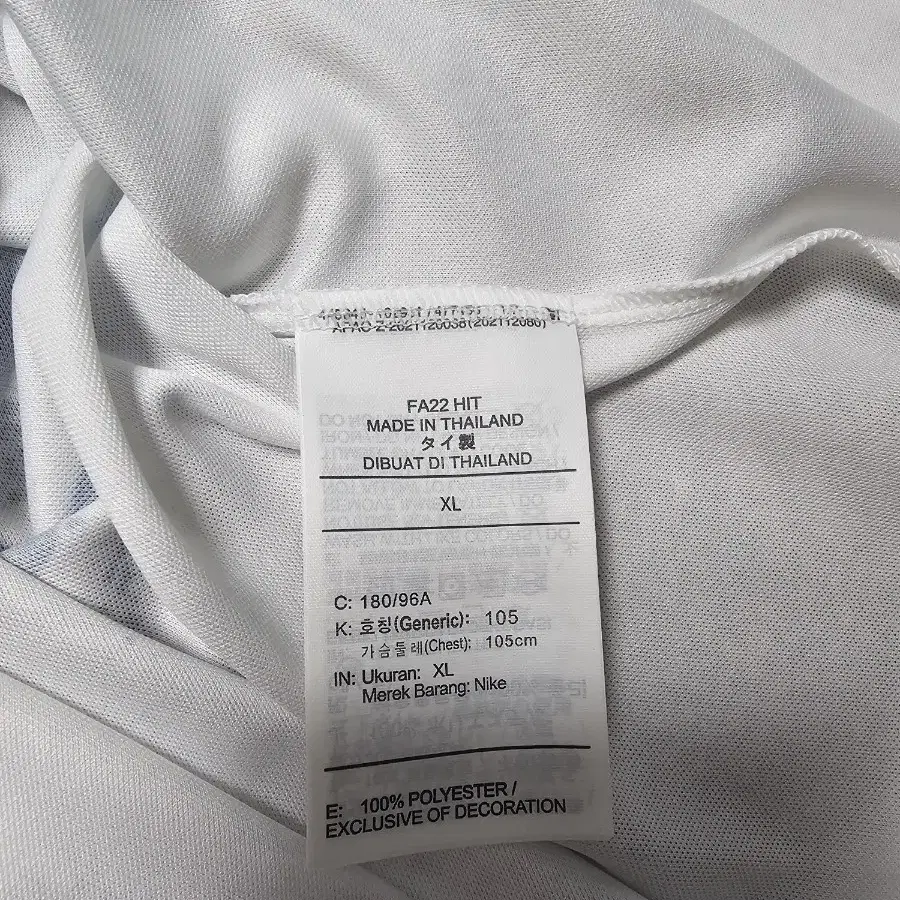 APAC-Z-2021120038(202112080)
FA22 HIT
MADE IN THAILAND
タイ製
DIBUAT DI THAILAND
XL
C: 180/96A
K: 호칭(Generic): 105
가슴둘레(Chest): 105cm
IN: Ukuran: XL
Merek Barang: Nike
E: 100% POLYESTER /
EXCLUSIVE OF DECORATION